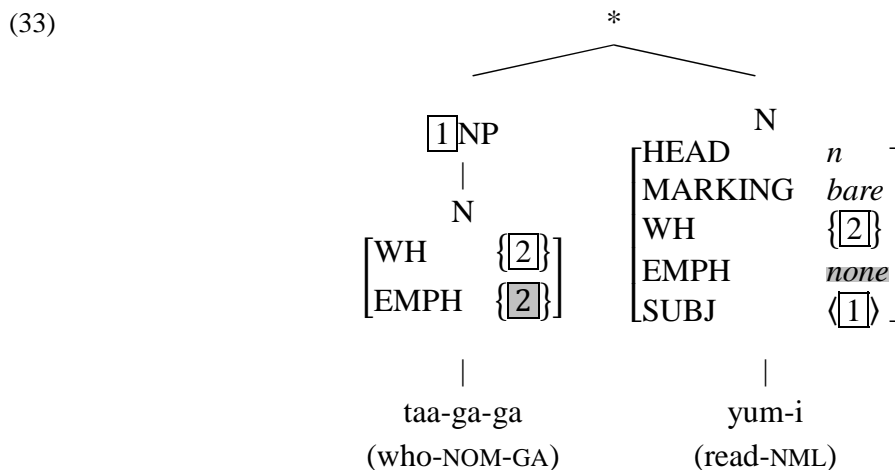 (33)
*
1 NP N
N
HEAD n
MARKING bare
WH {2}
EMPH none
SUBJ ⟨1⟩
WH {2}
EMPH {2}
taa-ga-ga yum-i
(who-NOM-GA) (read-NML)